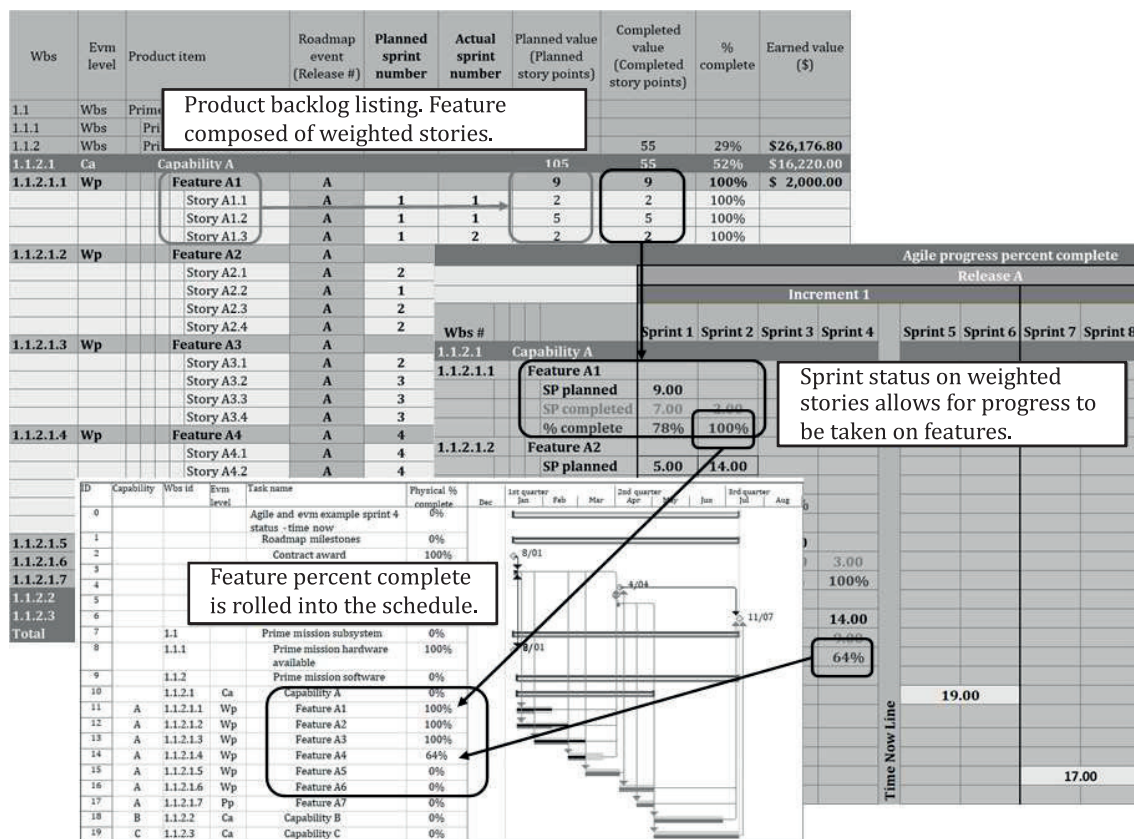 Wbs | Evm level | Product item | Roadmap event (Release #) | Planned sprint number | Actual sprint number | Planned value (Planned story points) | Completed value (Completed story points) | % complete | Earned value ($)
1.1 Wbs Prime
1.1.1 Wbs Pri
1.1.2 Wbs Pri 55 29% $26,176.80
Product backlog listing. Feature
composed of weighted stories.
1.1.2.1 Ca Capability A 105 55 52% $16,220.00
1.1.2.1.1 Wp Feature A1 A 9 9 100% $ 2,000.00
Story A1.1 A 1 1 2 2 100%
Story A1.2 A 1 1 5 5 100%
Story A1.3 A 1 2 2 2 100%
1.1.2.1.2 Wp Feature A2 A
Story A2.1 A 2
Story A2.2 A 1
Story A2.3 A 2
Story A2.4 A 2
1.1.2.1.3 Wp Feature A3 A
Story A3.1 A 2
Story A3.2 A 3
Story A3.3 A 3
Story A3.4 A 3
1.1.2.1.4 Wp Feature A4 A 4
Story A4.1 A 4
Story A4.2 A 4
1.1.2.1.5
1.1.2.1.6
1.1.2.1.7
1.1.2.2
1.1.2.3
Total
Agile progress percent complete
Release A
Increment 1
Wbs # Sprint 1 Sprint 2 Sprint 3 Sprint 4 Sprint 5 Sprint 6 Sprint 7 Sprint 8
1.1.2.1 Capability A
1.1.2.1.1 Feature A1
SP planned 9.00
SP completed 7.00 2.00
% complete 78% 100%
1.1.2.1.2 Feature A2
SP planned 5.00 14.00
Sprint status on weighted
stories allows for progress to
be taken on features.
3.00
100%
14.00
9.00
64%
19.00
17.00
Time Now Line
ID Capability Wbs id Evm level Task name Physical % complete Dec 1st quarter Jan Feb Mar 2nd quarter Apr May Jun 3rd quarter Jul Aug
0 Agile and evm example sprint 4 status - time now 0%
1 Roadmap milestones 0%
2 Contract award 100% 8/01
3
4 4/04
5
6 11/07
Feature percent complete
is rolled into the schedule.
7 1.1 Prime mission subsystem 0%
8 1.1.1 Prime mission hardware available 100% 8/01
9 1.1.2 Prime mission software 0%
10 1.1.2.1 Ca Capability A 0%
11 A 1.1.2.1.1 Wp Feature A1 100%
12 A 1.1.2.1.2 Wp Feature A2 100%
13 A 1.1.2.1.3 Wp Feature A3 100%
14 A 1.1.2.1.4 Wp Feature A4 64%
15 A 1.1.2.1.5 Wp Feature A5 0%
16 A 1.1.2.1.6 Wp Feature A6 0%
17 A 1.1.2.1.7 Pp Feature A7 0%
18 B 1.1.2.2 Ca Capability B 0%
19 C 1.1.2.3 Ca Capability C 0%